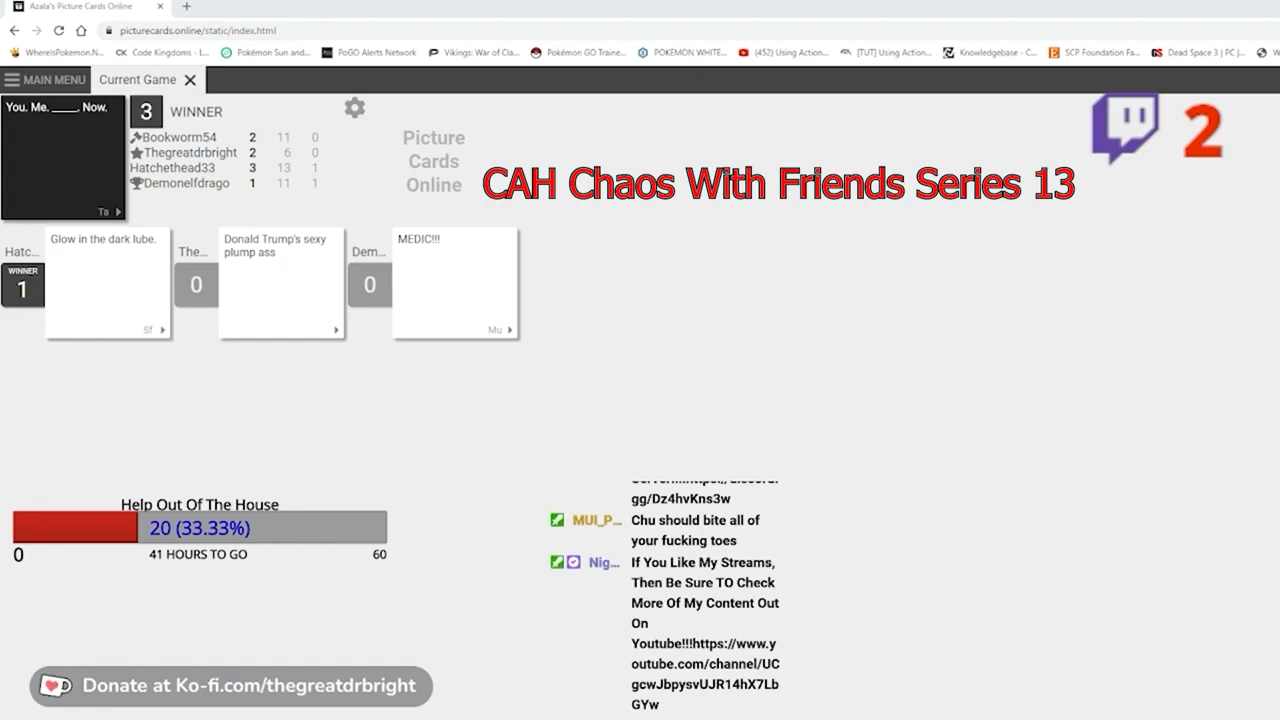 Azala's Picture Cards Online
picturecards.online/static/index.html
WhereIsPokemon.N...
Code Kingdoms - L...
Pokémon Sun and...
PoGO Alerts Network
Vikings: War of Cla...
Pokémon GO Traine...
POKEMON WHITE...
(452) Using Action...
[TUT] Using Action...
Knowledgebase - C...
SCP Foundation Fa...
Dead Space 3 | PC |...
MAIN MENU
Current Game
You. Me. _____. Now.
Ta
3 WINNER
Bookworm54 2 11 0
Thegreatdrbright 2 6 0
Hatchethead33 3 13 1
Demonelfdrago 1 11 1
Picture
Cards
Online
CAH Chaos With Friends Series 13
2
Hatc...
WINNER
1
Glow in the dark lube.
Sf
The...
0
Donald Trump's sexy
plump ass
Dem...
0
MEDIC!!!
Mu
Help Out Of The House
20 (33.33%)
0
41 HOURS TO GO
60
gg/Dz4hvKns3w
MUI_P... Chu should bite all of
your fucking toes
Nig... If You Like My Streams,
Then Be Sure TO Check
More Of My Content Out
On
Youtube!!!https://www.y
outube.com/channel/UC
gcwJbpysvUJR14hX7Lb
GYw
Donate at Ko-fi.com/thegreatdrbright